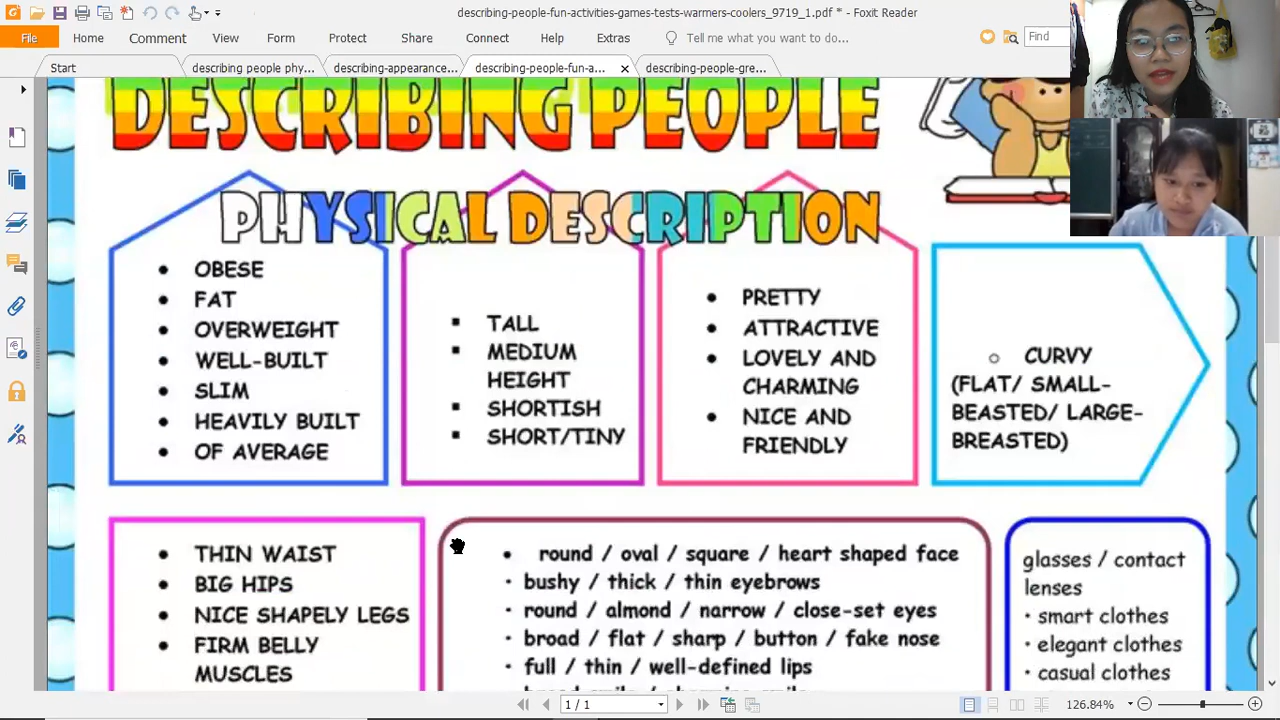 describing-people-fun-activities-games-tests-warmers-coolers_9719_1.pdf * - Foxit Reader
File Home Comment View Form Protect Share Connect Help Extras Tell me what you want to do... Find
Start describing people phy... describing-appearan... describing-people-fun-a... describing-people-gre...
DESCRIBING PEOPLE
PHYSICAL DESCRIPTION
• OBESE
• FAT
• OVERWEIGHT
• WELL-BUILT
• SLIM
• HEAVILY BUILT
• OF AVERAGE
▪ TALL
▪ MEDIUM
HEIGHT
▪ SHORTISH
▪ SHORT/TINY
• PRETTY
• ATTRACTIVE
• LOVELY AND
CHARMING
• NICE AND
FRIENDLY
○ CURVY
(FLAT/ SMALL-
BEASTED/ LARGE-
BREASTED)
• THIN WAIST
• BIG HIPS
• NICE SHAPELY LEGS
• FIRM BELLY
MUSCLES
• round / oval / square / heart shaped face
· bushy / thick / thin eyebrows
· round / almond / narrow / close-set eyes
· broad / flat / sharp / button / fake nose
· full / thin / well-defined lips
glasses / contact
lenses
· smart clothes
· elegant clothes
· casual clothes
1 / 1
126.84%